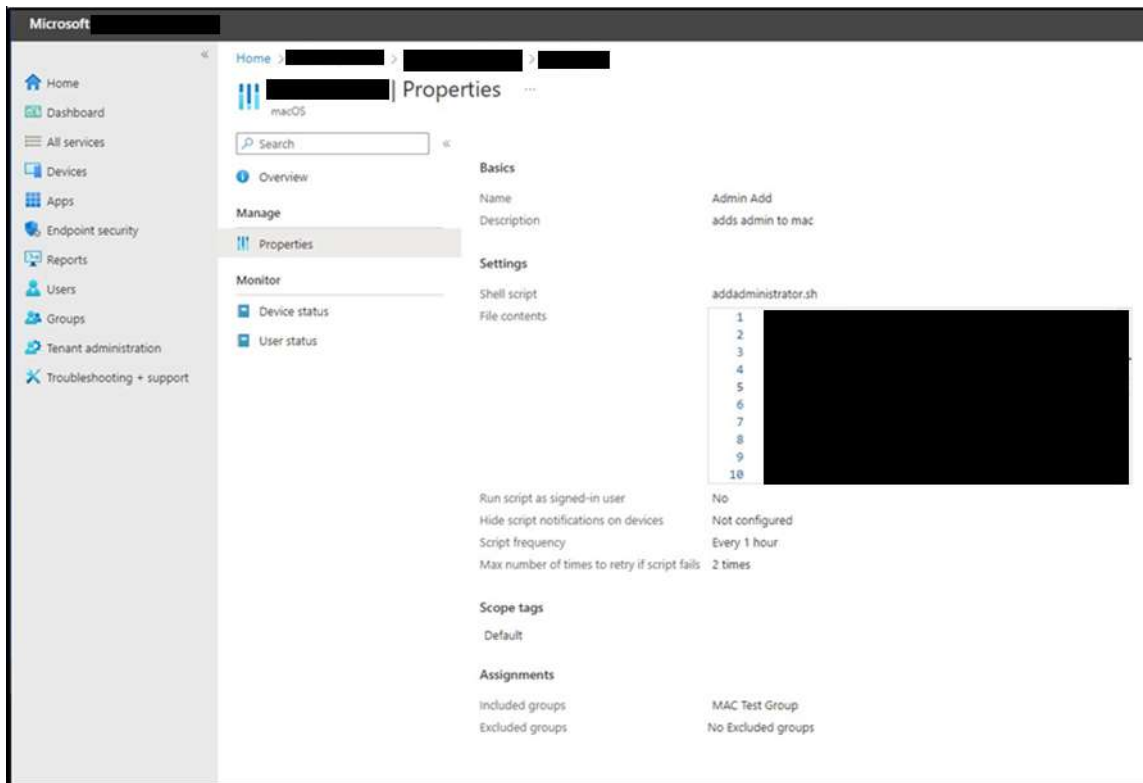 Microsoft
«
Home > > >
| Properties ...
macOS
Home
Dashboard
All services
Devices
Apps
Endpoint security
Reports
Users
Groups
Tenant administration
Troubleshooting + support
Search
«
Overview
Manage
Properties
Monitor
Device status
User status
Basics
Name Admin Add
Description adds admin to mac
Settings
Shell script addadministrator.sh
File contents
1
2
3
4
5
6
7
8
9
10
Run script as signed-in user No
Hide script notifications on devices Not configured
Script frequency Every 1 hour
Max number of times to retry if script fails 2 times
Scope tags
Default
Assignments
Included groups MAC Test Group
Excluded groups No Excluded groups